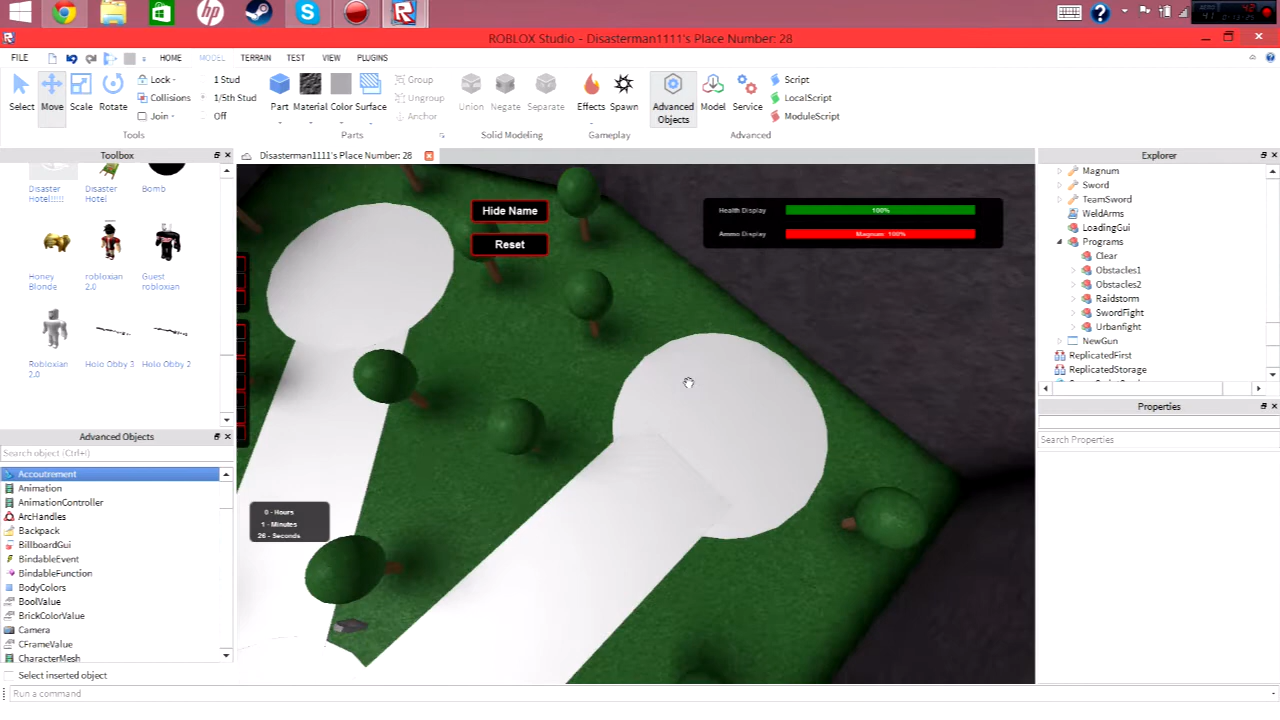 ROBLOX Studio - Disasterman1111's Place Number: 28
FILE MODEL HOME TERRAIN TEST VIEW PLUGINS
Select Move Scale Rotate
Lock
Collisions
Join
1 Stud
1/5th Stud
Off
Part Material Color Surface
Group
Ungroup
Anchor
Union Negate Separate
Effects Spawn
Advanced Objects
Model Service
Script
LocalScript
ModuleScript
Tools Parts Solid Modeling Gameplay Advanced
Toolbox
Disaster Hotel!!!!!
Disaster Hotel
Bomb
Honey Blonde
robloxian 2.0
Guest robloxian
Robloxian 2.0
Holo Obby 3
Holo Obby 2
Advanced Objects
Search object (Ctrl+I)
Accoutrement
Animation
AnimationController
ArcHandles
Backpack
BillboardGui
BindableEvent
BindableFunction
BodyColors
BoolValue
BrickColorValue
Camera
CFrameValue
CharacterMesh
Select inserted object
Run a command
Disasterman1111's Place Number: 28
Hide Name
Reset
Health Display 100%
Ammo Display Magnum: 100%
0 - Hours
1 - Minutes
26 - Seconds
Explorer
Magnum
Sword
TeamSword
WeldArms
LoadingGui
Programs
Clear
Obstacles1
Obstacles2
Raidstorm
SwordFight
Urbanfight
NewGun
ReplicatedFirst
ReplicatedStorage
Properties
Search Properties